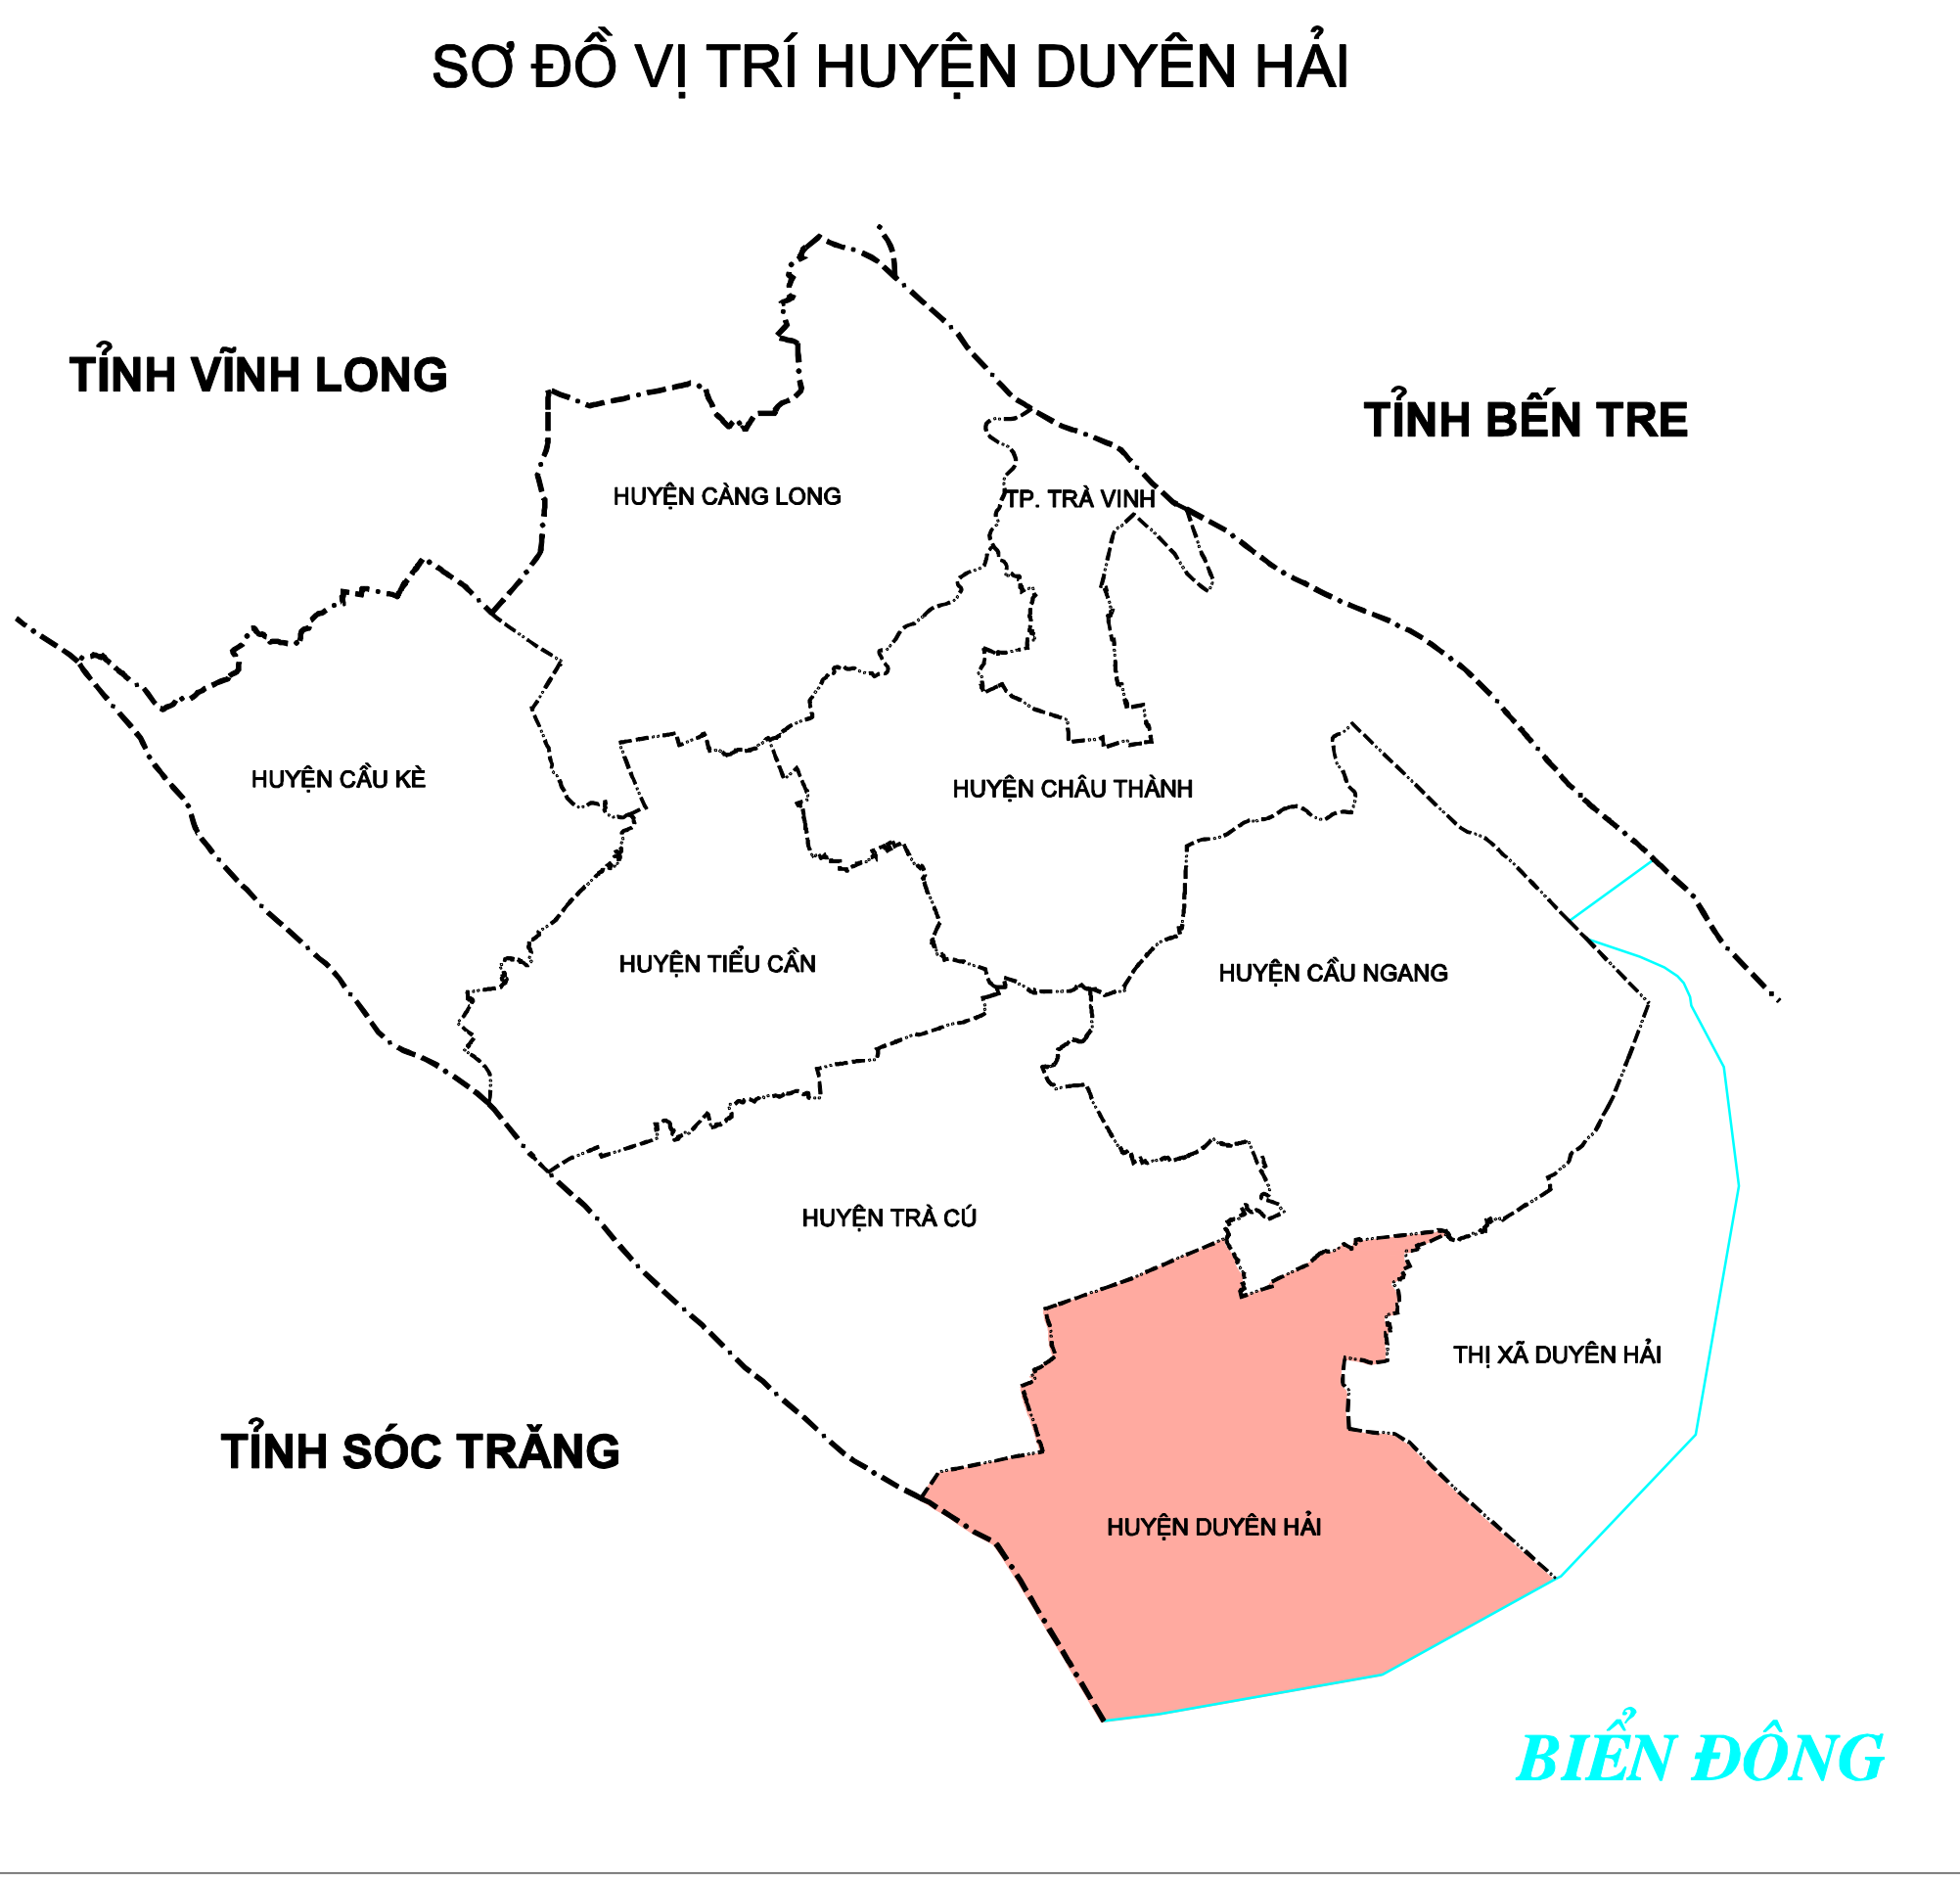 SƠ ĐỒ VỊ TRÍ HUYỆN DUYÊN HẢI
TỈNH VĨNH LONG
TỈNH BẾN TRE
HUYỆN CÀNG LONG
TP. TRÀ VINH
HUYỆN CẦU KÈ
HUYỆN CHÂU THÀNH
HUYỆN TIỂU CẦN
HUYỆN CẦU NGANG
HUYỆN TRÀ CÚ
THỊ XÃ DUYÊN HẢI
TỈNH SÓC TRĂNG
HUYỆN DUYÊN HẢI
BIỂN ĐÔNG